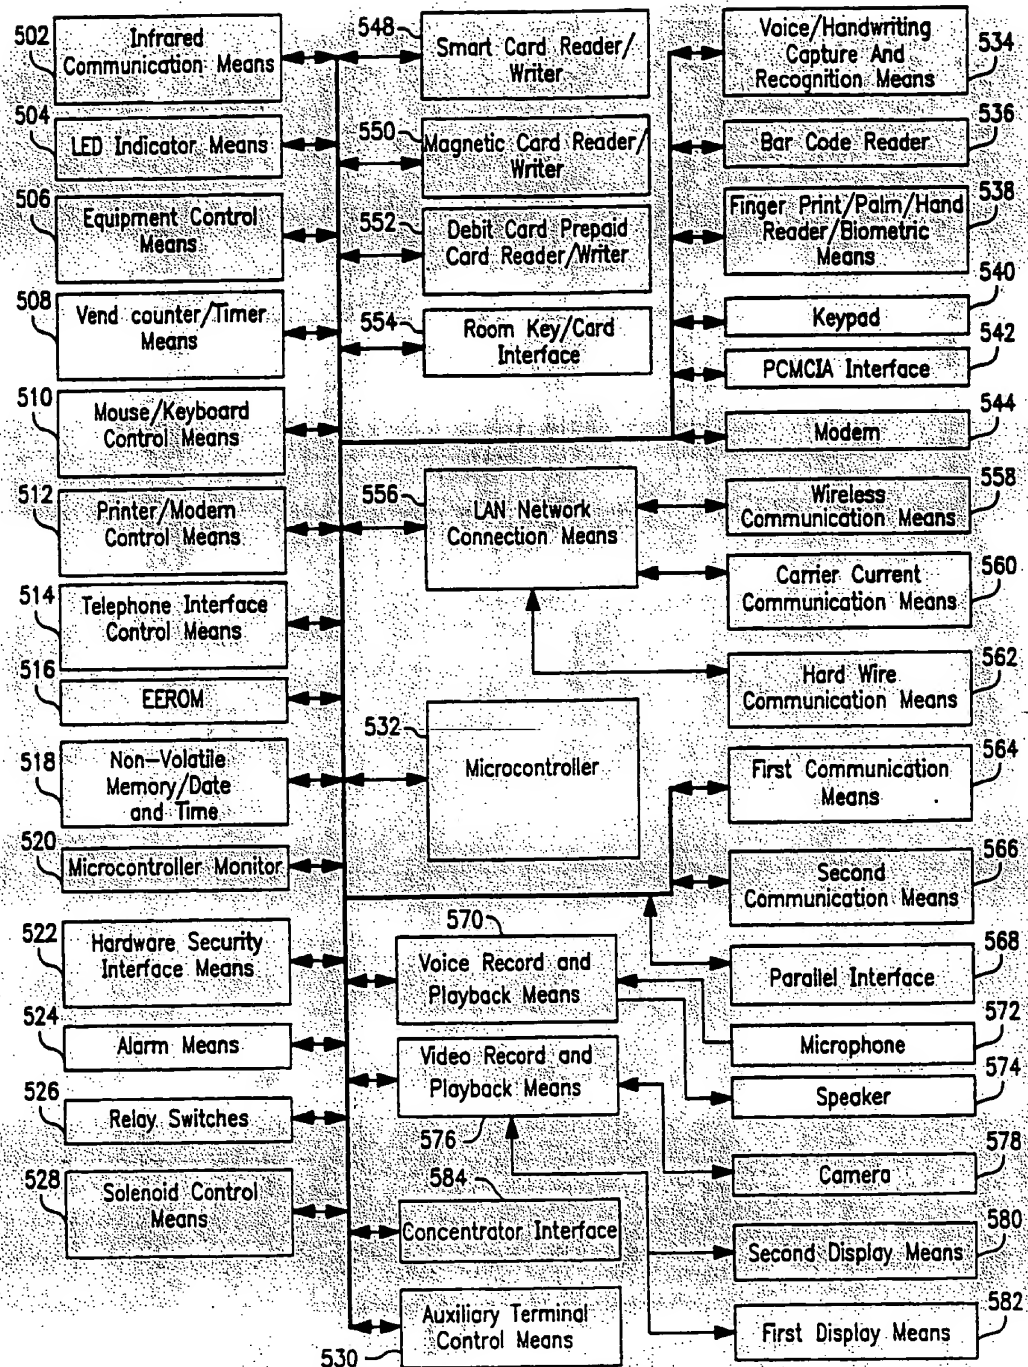 502
Infrared
Communication Means
504
LED Indicator Means
506
Equipment Control
Means
508
Vend counter/Timer
Means
510
Mouse/Keyboard
Control Means
512
Printer/Modem
Control Means
514
Telephone Interface
Control Means
516
EEROM
518
Non-Volatile
Memory/Date
and Time
520
Microcontroller Monitor
522
Hardware Security
Interface Means
524
Alarm Means
526
Relay Switches
528
Solenoid Control
Means
548
Smart Card Reader/
Writer
550
Magnetic Card Reader/
Writer
552
Debit Card Prepaid
Card Reader/Writer
554
Room Key/Card
Interface
556
LAN Network
Connection Means
532
Microcontroller
570
Voice Record and
Playback Means
Video Record and
Playback Means
576
584
Concentrator Interface
Auxiliary Terminal
Control Means
530
Voice/Handwriting
Capture And
Recognition Means
534
536
Bar Code Reader
Finger Print/Palm/Hand
Reader/Biometric
Means
538
540
Keypad
542
PCMCIA Interface
544
Modem
558
Wireless
Communication Means
560
Carrier Current
Communication Means
562
Hard Wire
Communication Means
564
First Communication
Means
566
Second
Communication Means
568
Parallel Interface
572
Microphone
574
Speaker
578
Camera
580
Second Display Means
582
First Display Means